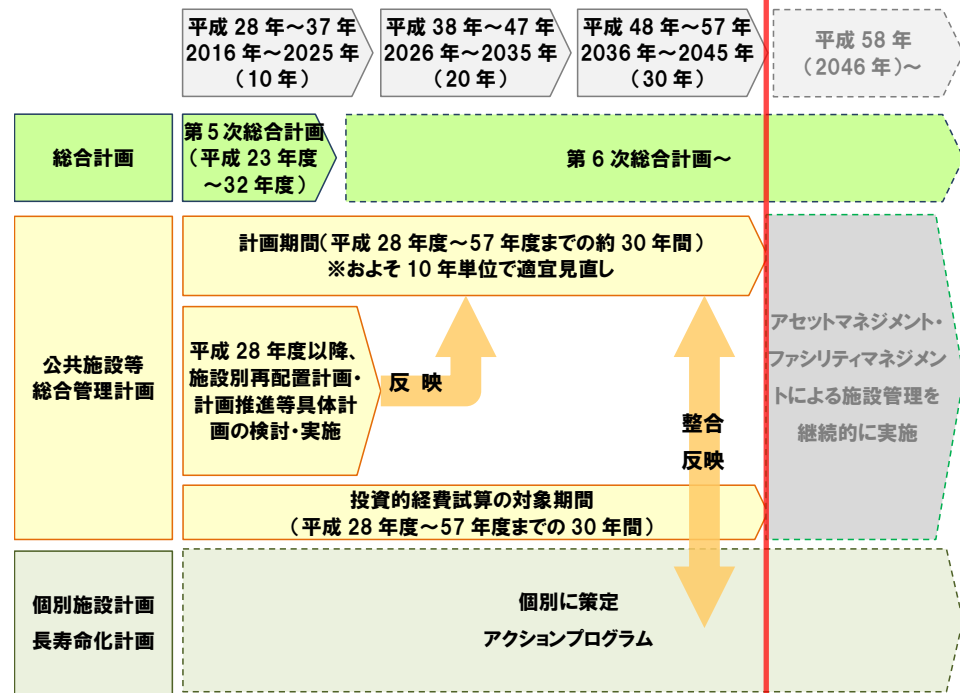 平成 28 年～37 年
2016 年～2025 年
（10 年）
平成 38 年～47 年
2026 年～2035 年
（20 年）
平成 48 年～57 年
2036 年～2045 年
（30 年）
平成 58 年
（2046 年）～
総合計画
第５次総合計画
（平成 23 年度
～32 年度）
第 6 次総合計画～
公共施設等
総合管理計画
計画期間（平成 28 年度～57 年度までの約 30 年間）
※おおよそ 10 年単位で適宜見直し
平成 28 年度以降、
施設別再配置計画・
計画推進等具体計
画の検討・実施
反 映
整合
反映
投資的経費試算の対象期間
（平成 28 年度～57 年度までの 30 年間）
アセットマネジメント・
ファシリティマネジメン
トによる施設管理を
継続的に実施
個別施設計画
長寿命化計画
個別に策定
アクションプログラム